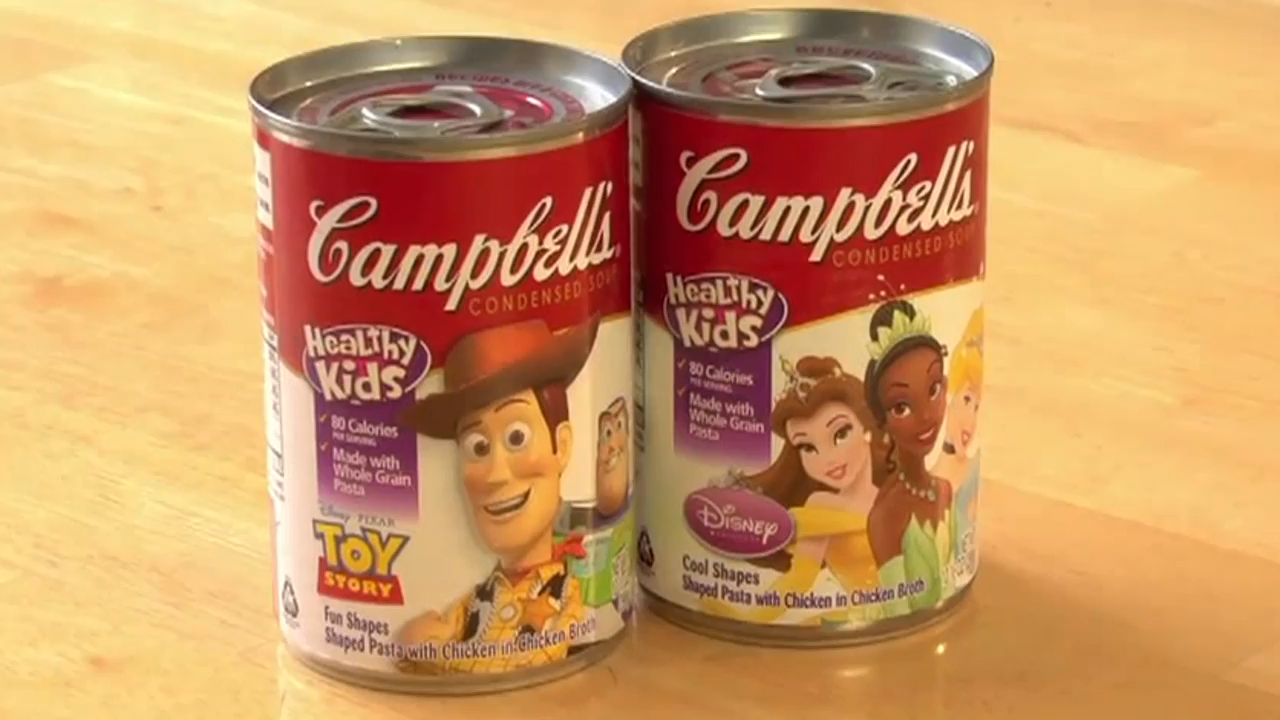 Campbell's
CONDENSED SOUP
HeaLthy
Kids
80 Calories
PER SERVING
Made with
Whole Grain
Pasta
Disney PIXAR
TOY
STORY
Fun Shapes
Shaped Pasta with Chicken in Chicken Broth
Campbell's
CONDENSED SOUP
HeaLthy
Kids
80 Calories
PER SERVING
Made with
Whole Grain
Pasta
DISNEY
Cool Shapes
Shaped Pasta with Chicken in Chicken Broth